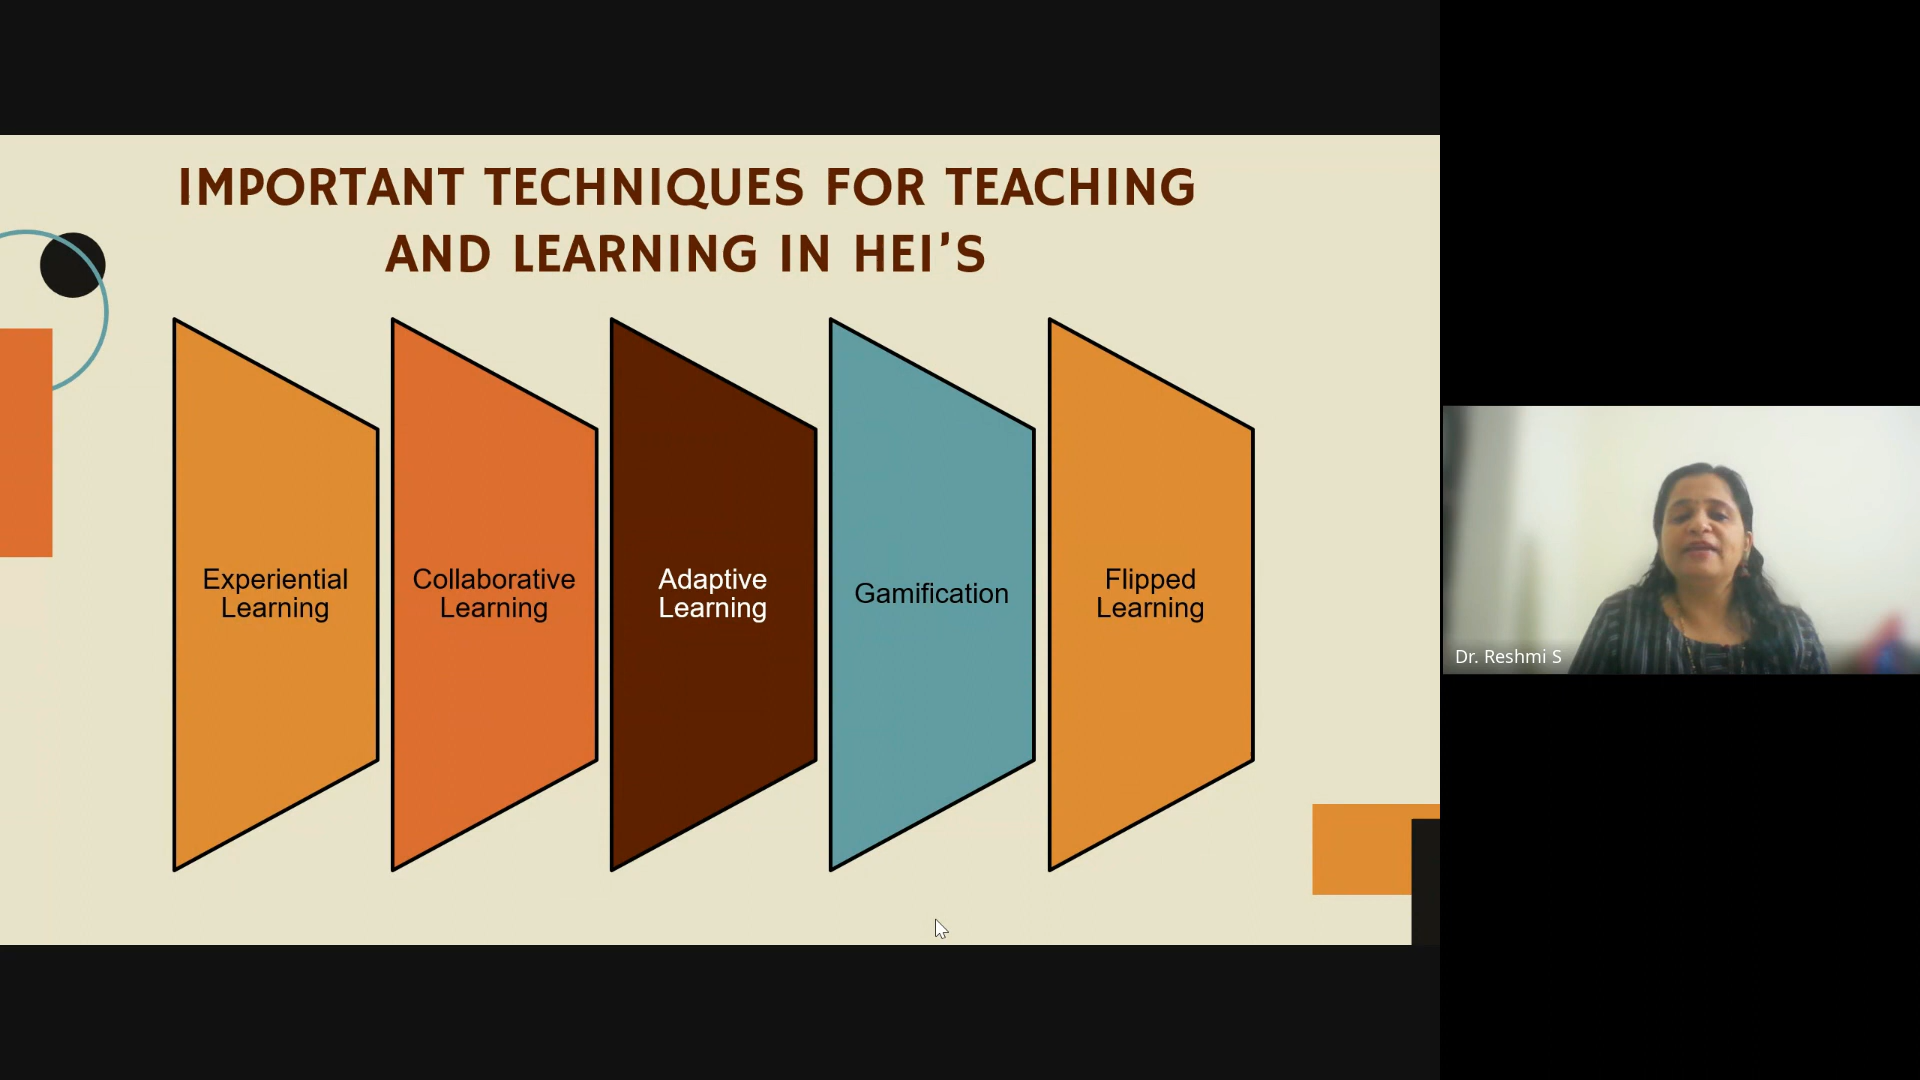 IMPORTANT TECHNIQUES FOR TEACHING
AND LEARNING IN HEI’S
Experiential
Learning
Collaborative
Learning
Adaptive
Learning
Gamification
Flipped
Learning
Dr. Reshmi S